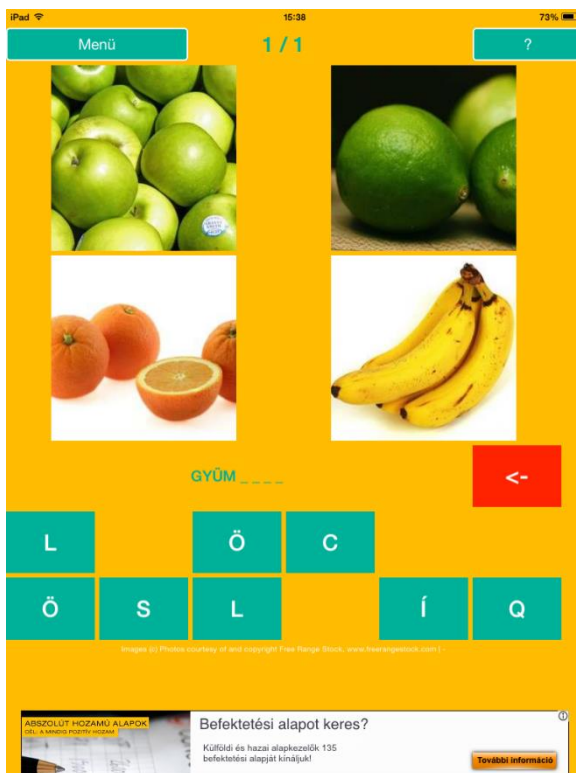 iPad 15:38 73%
Menü 1 / 1 ?
GYÜM _ _ _ _ <-
L Ö C
Ö S L Í Q
Images (c) Photos courtesy of and copyright Free Range Stock, www.freerangestock.com | -
ABSZOLÚT HOZAMÚ ALAPOK
CÉL: A MINDIG POZITÍV HOZAM
Befektetési alapot keres?
Külföldi és hazai alapkezelők 135
befektetési alapját kínáljuk!
További információ